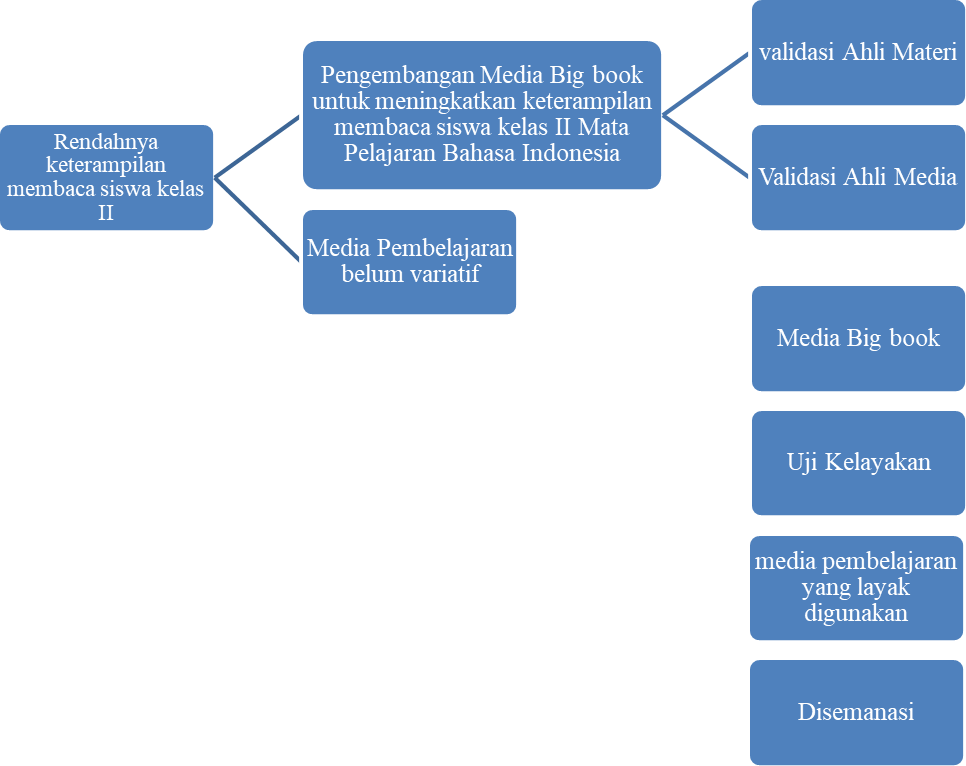 Rendahnya
keterampilan
membaca siswa kelas
II
Pengembangan Media Big book
untuk meningkatkan keterampilan
membaca siswa kelas II Mata
Pelajaran Bahasa Indonesia
Media Pembelajaran
belum variatif
validasi Ahli Materi
Validasi Ahli Media
Media Big book
Uji Kelayakan
media pembelajaran
yang layak
digunakan
Disemanasi